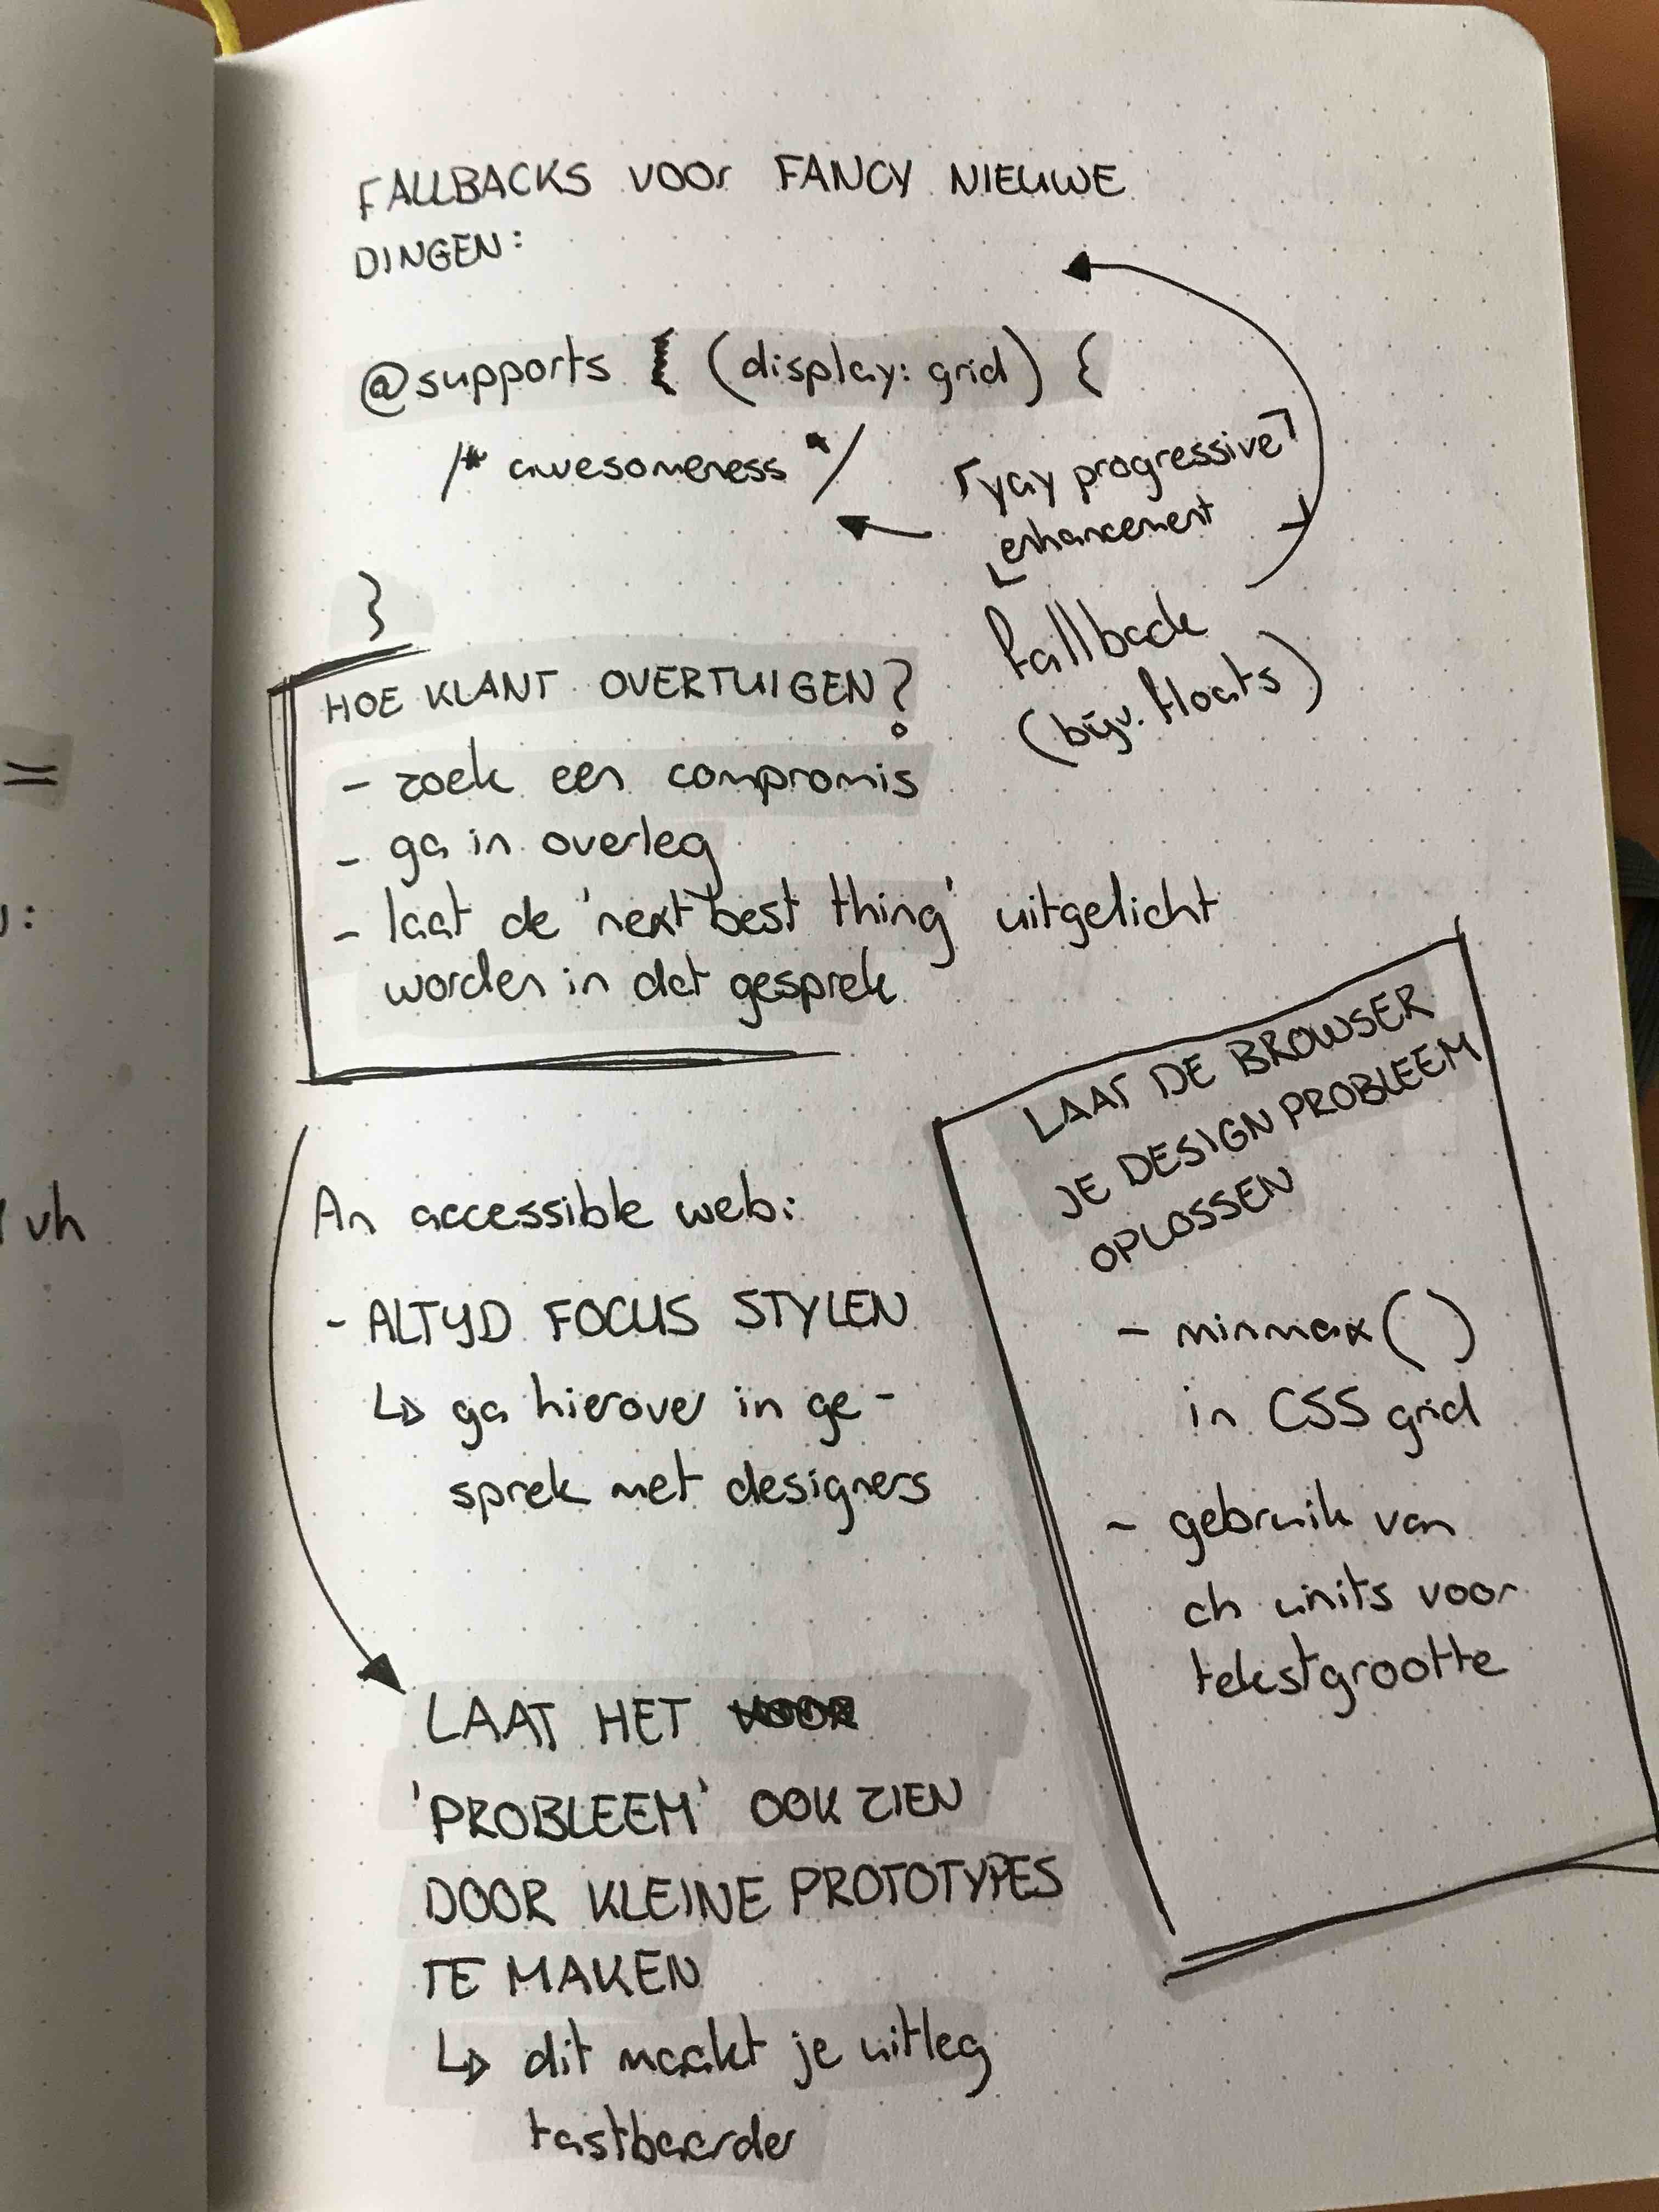 FALLBACKS VOOR FANCY NIEUWE
DINGEN:
@supports (display: grid) {
/* awesomeness */
yay progressive
enhancement
}
fallback
(bijv. floats)
HOE KLANT OVERTUIGEN?
- zoek een compromis
- ga in overleg
- laat de 'next best thing' uitgelicht
worden in dat gesprek
An accessible web:
- ALTIJD FOCUS STYLEN
↳ ga hierover in ge-
sprek met designers
LAAT HET
'PROBLEEM' OOK ZIEN
DOOR KLEINE PROTOTYPES
TE MAKEN
↳ dit maakt je uitleg
tastbaarder
LAAT DE BROWSER
JE DESIGN PROBLEEM
OPLOSSEN
- minmax()
in CSS grid
- gebruik van
ch units voor
tekstgrootte
=
:
vh